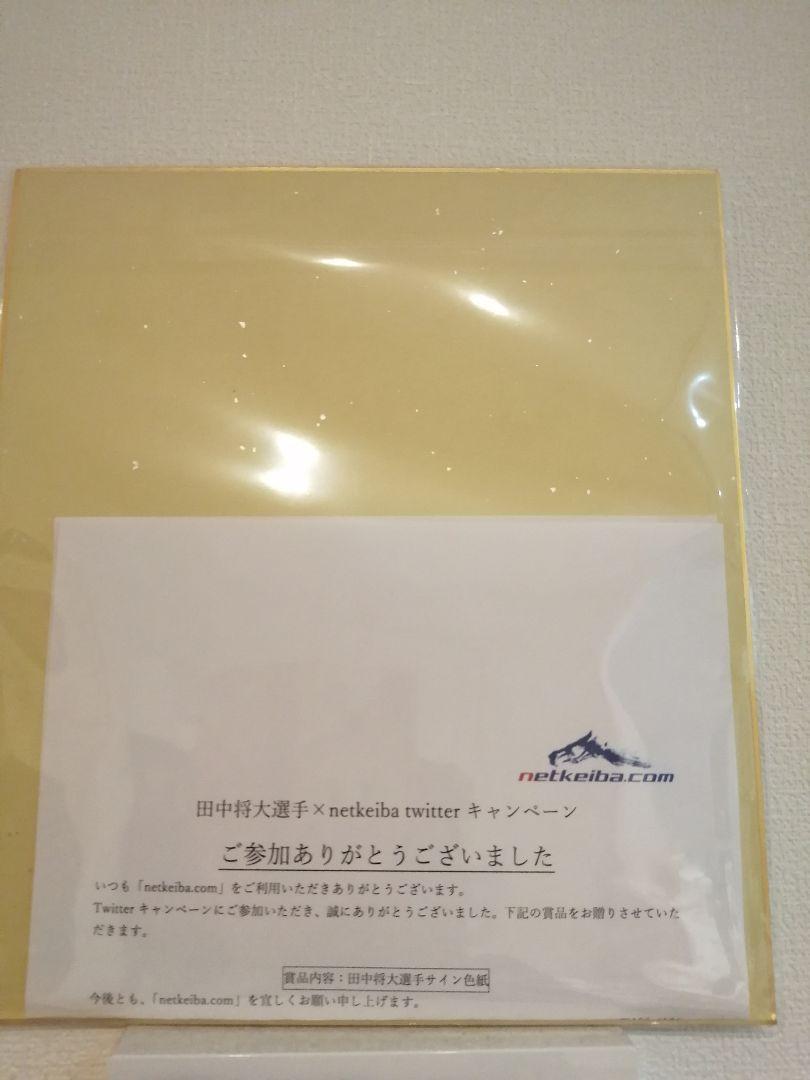 netkeiba.com
田中将大選手×netkeiba twitter キャンペーン
ご参加ありがとうございました
いつも「netkeiba.com」をご利用いただきありがとうございます。
Twitter キャンペーンにご参加いただき、誠にありがとうございました。下記の賞品をお贈りさせていた
だきます。
賞品内容：田中将大選手サイン色紙
今後とも、「netkeiba.com」を宜しくお願い申し上げます。